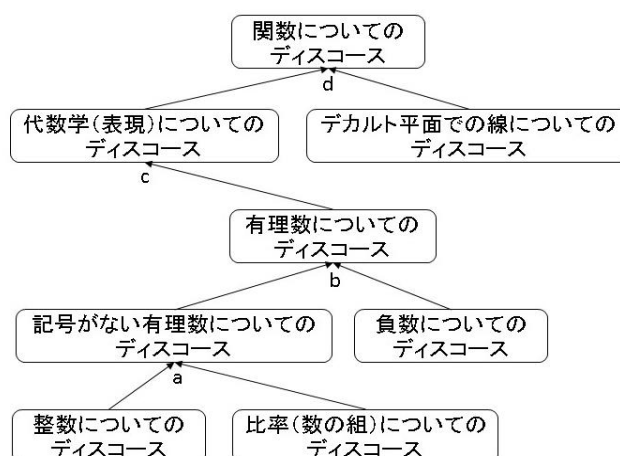 関数についての
ディスコース
d
代数学(表現)についての
ディスコース
デカルト平面での線についての
ディスコース
c
有理数についての
ディスコース
b
記号がない有理数についての
ディスコース
負数についての
ディスコース
a
整数についての
ディスコース
比率(数の組)についての
ディスコース